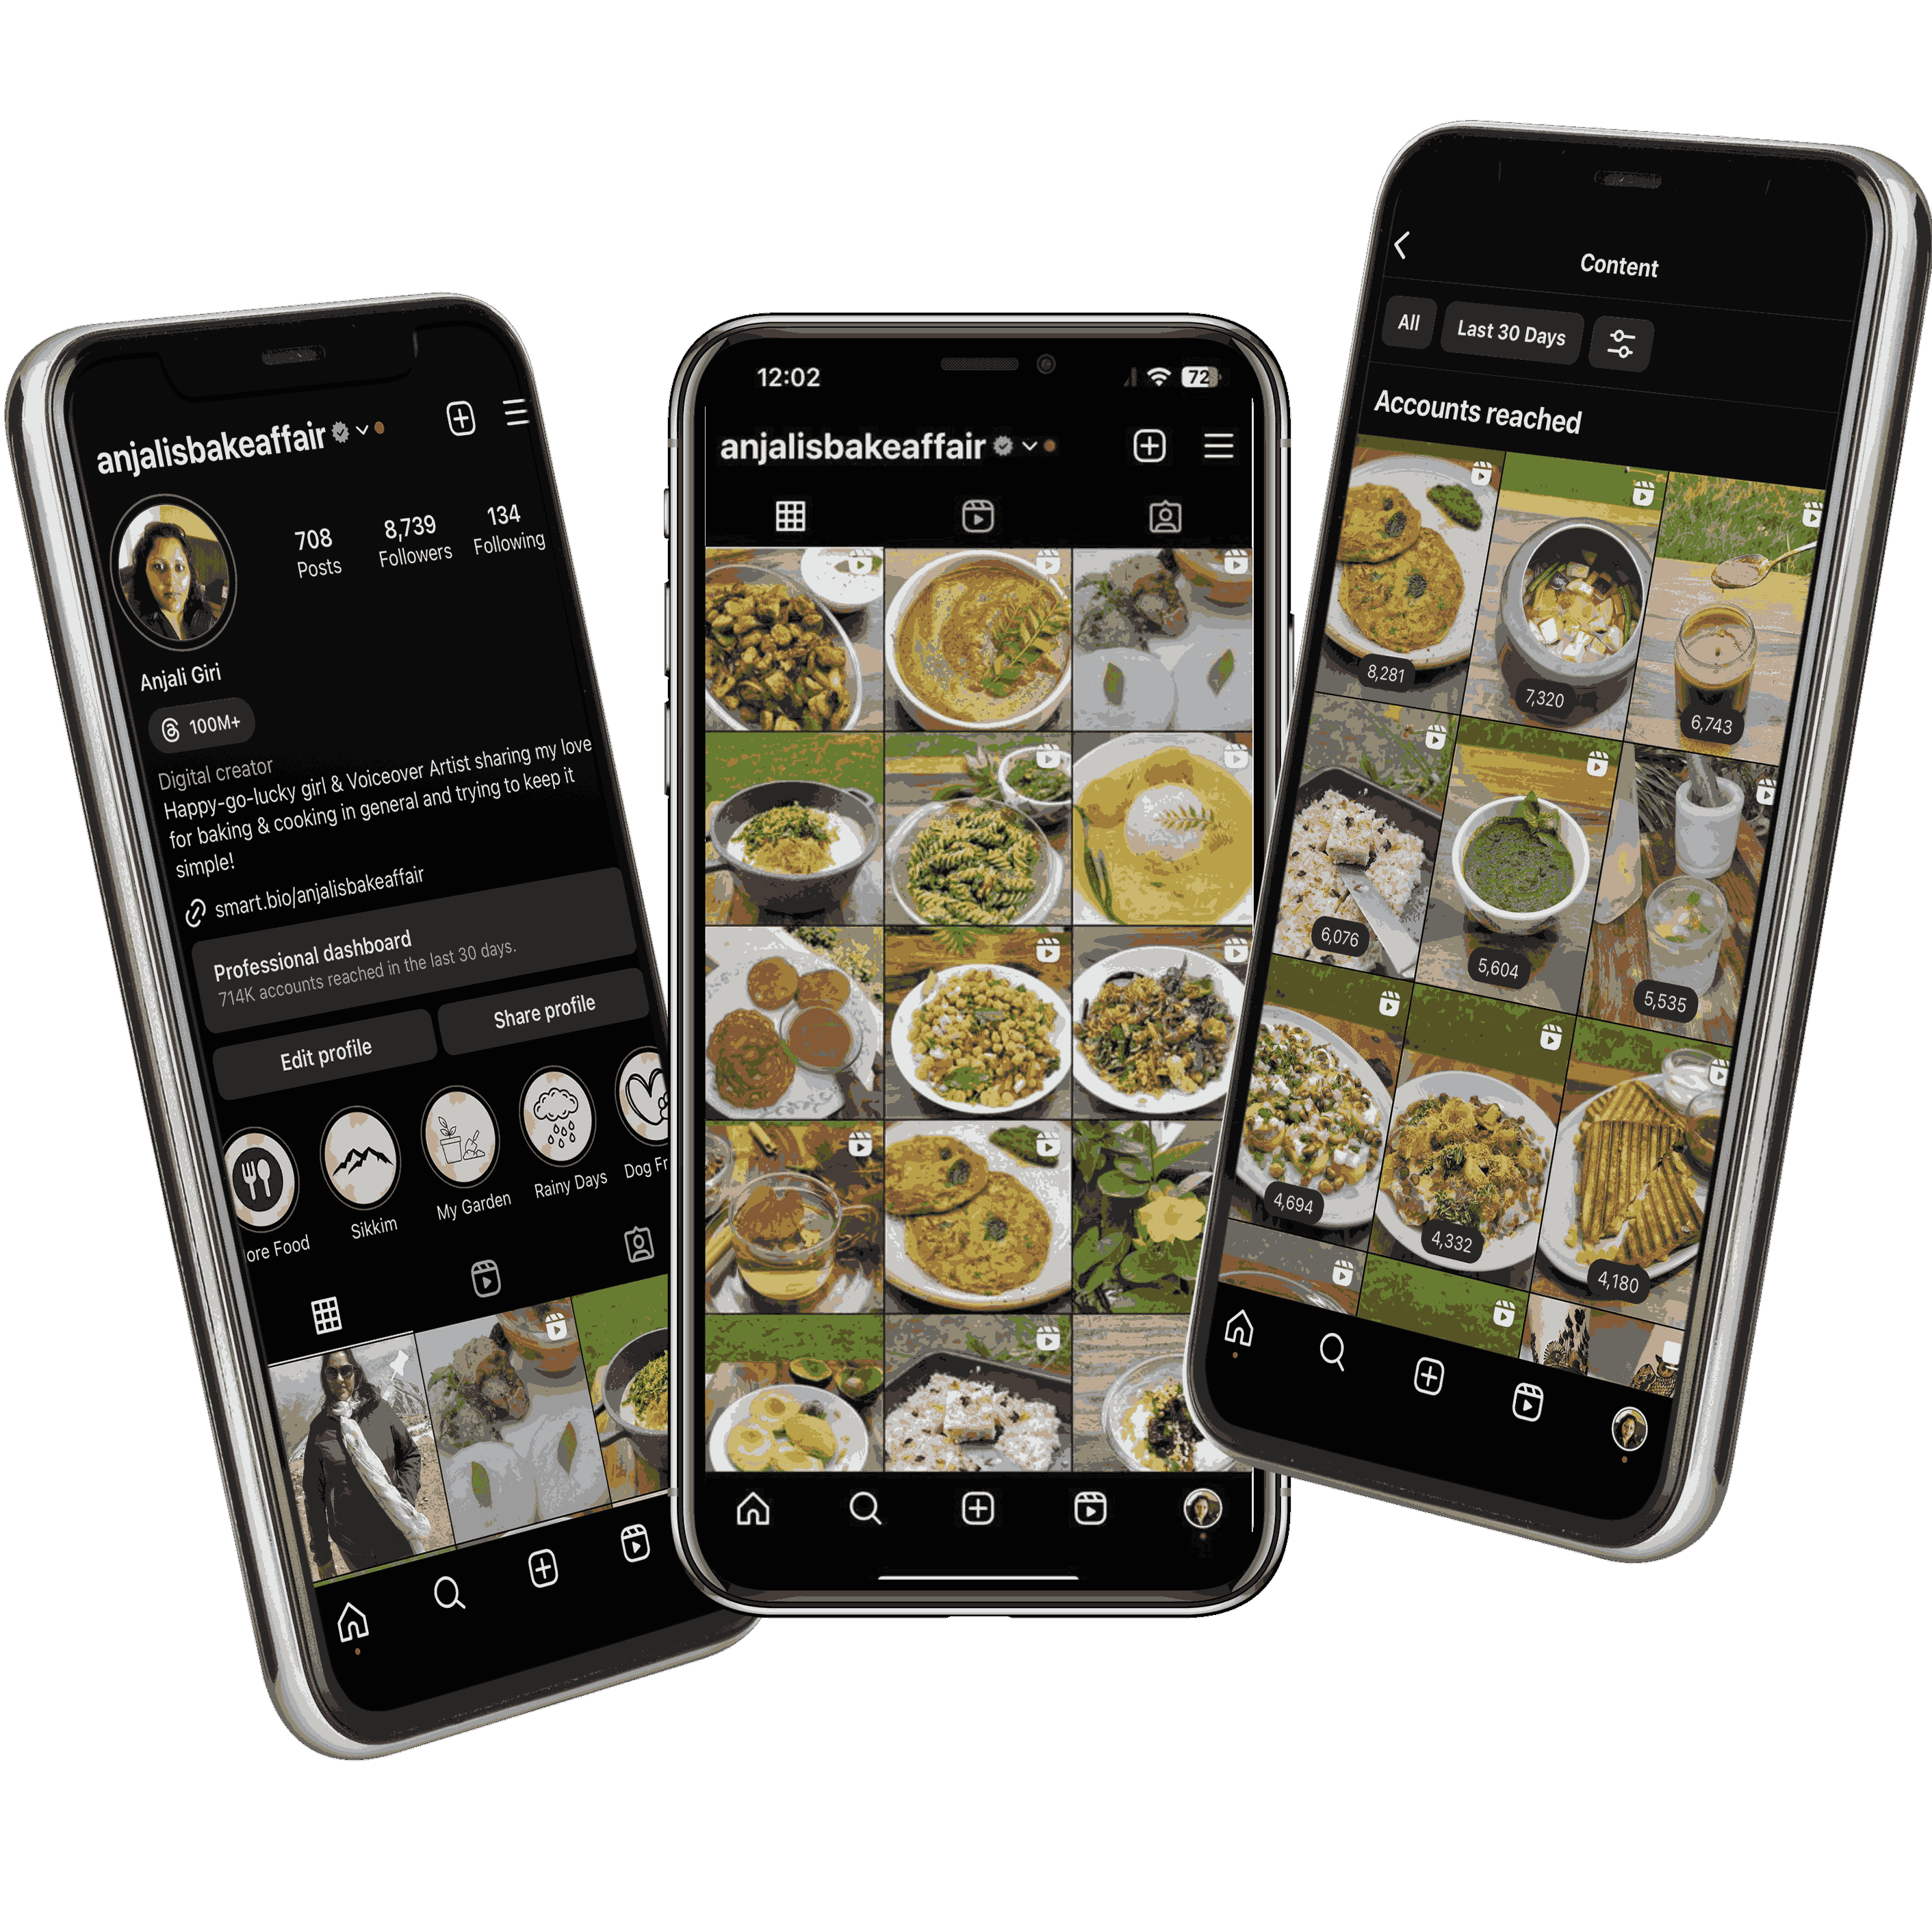 anjalisbakeaffair
708
Posts
8,739
Followers
134
Following
Anjali Giri
100M+
Digital creator
Happy-go-lucky girl & Voiceover Artist sharing my love
for baking & cooking in general and trying to keep it
simple!
smart.bio/anjalisbakeaffair
Professional dashboard
714K accounts reached in the last 30 days.
Edit profile
Share profile
ore Food
Sikkim
My Garden
Rainy Days
Dog Fr
12:02
72
anjalisbakeaffair
Content
All
Last 30 Days
Accounts reached
8,281
7,320
6,743
6,076
5,604
5,535
4,694
4,332
4,180